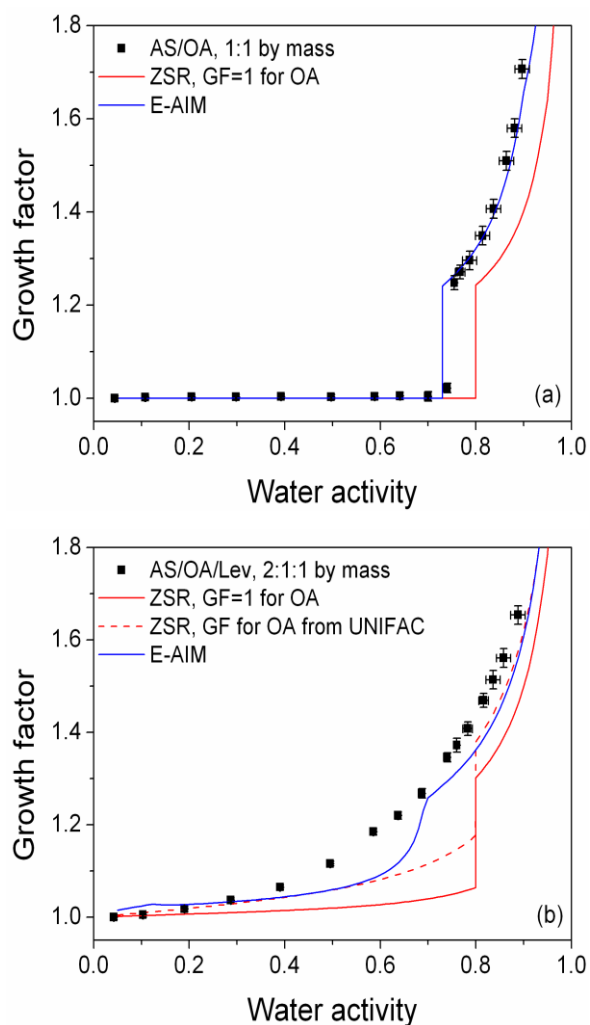 1.8
AS/OA, 1:1 by mass
ZSR, GF=1 for OA
E-AIM
1.6
1.4
1.2
1.0
Growth factor
(a)
0.0 0.2 0.4 0.6 0.8 1.0
Water activity
1.8
AS/OA/Lev, 2:1:1 by mass
ZSR, GF=1 for OA
ZSR, GF for OA from UNIFAC
E-AIM
1.6
1.4
1.2
1.0
Growth factor
(b)
0.0 0.2 0.4 0.6 0.8 1.0
Water activity